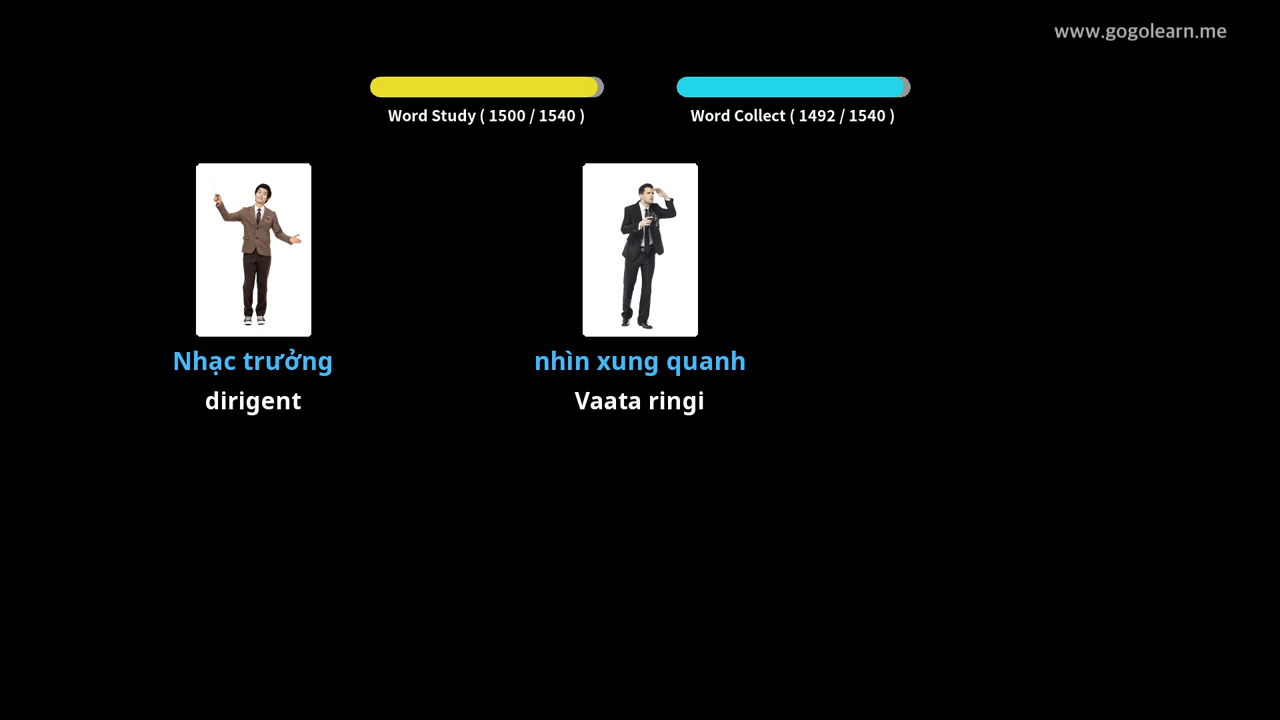 www.gogolearn.me
Word Study ( 1500 / 1540 )
Word Collect ( 1492 / 1540 )
Nhạc trưởng
dirigent
nhìn xung quanh
Vaata ringi